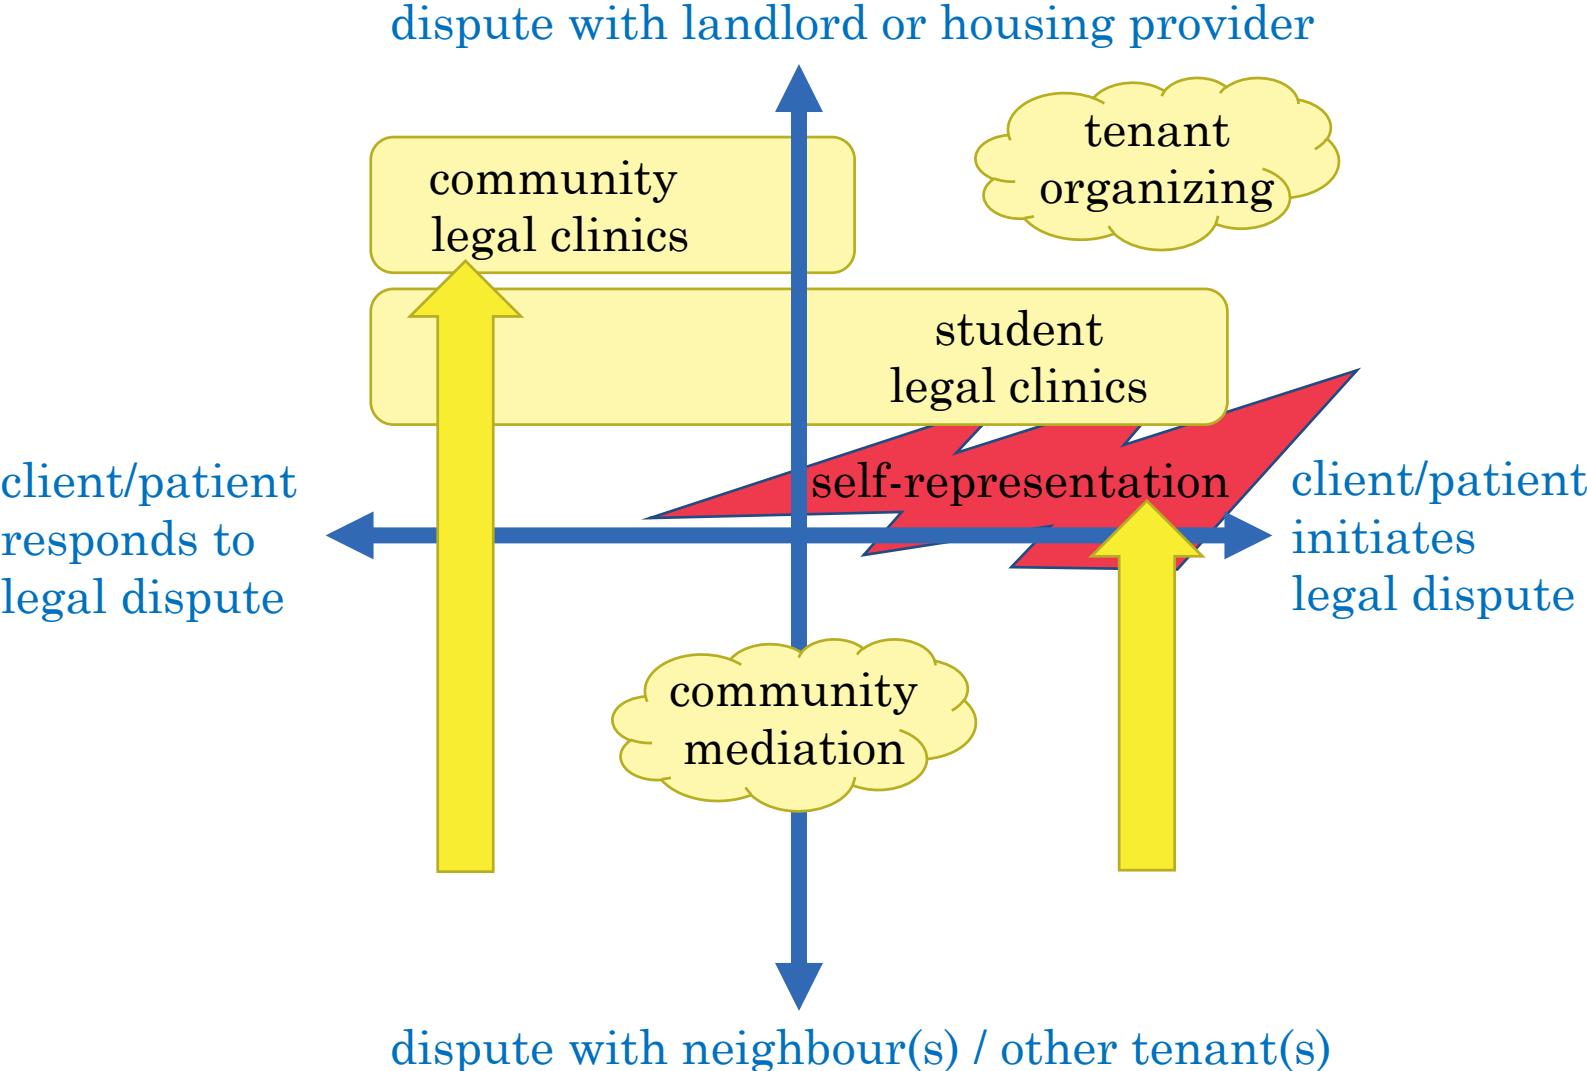 dispute with landlord or housing provider
tenant
organizing
community
legal clinics
student
legal clinics
self-representation
client/patient
responds to
legal dispute
client/patient
initiates
legal dispute
community
mediation
dispute with neighbour(s) / other tenant(s)